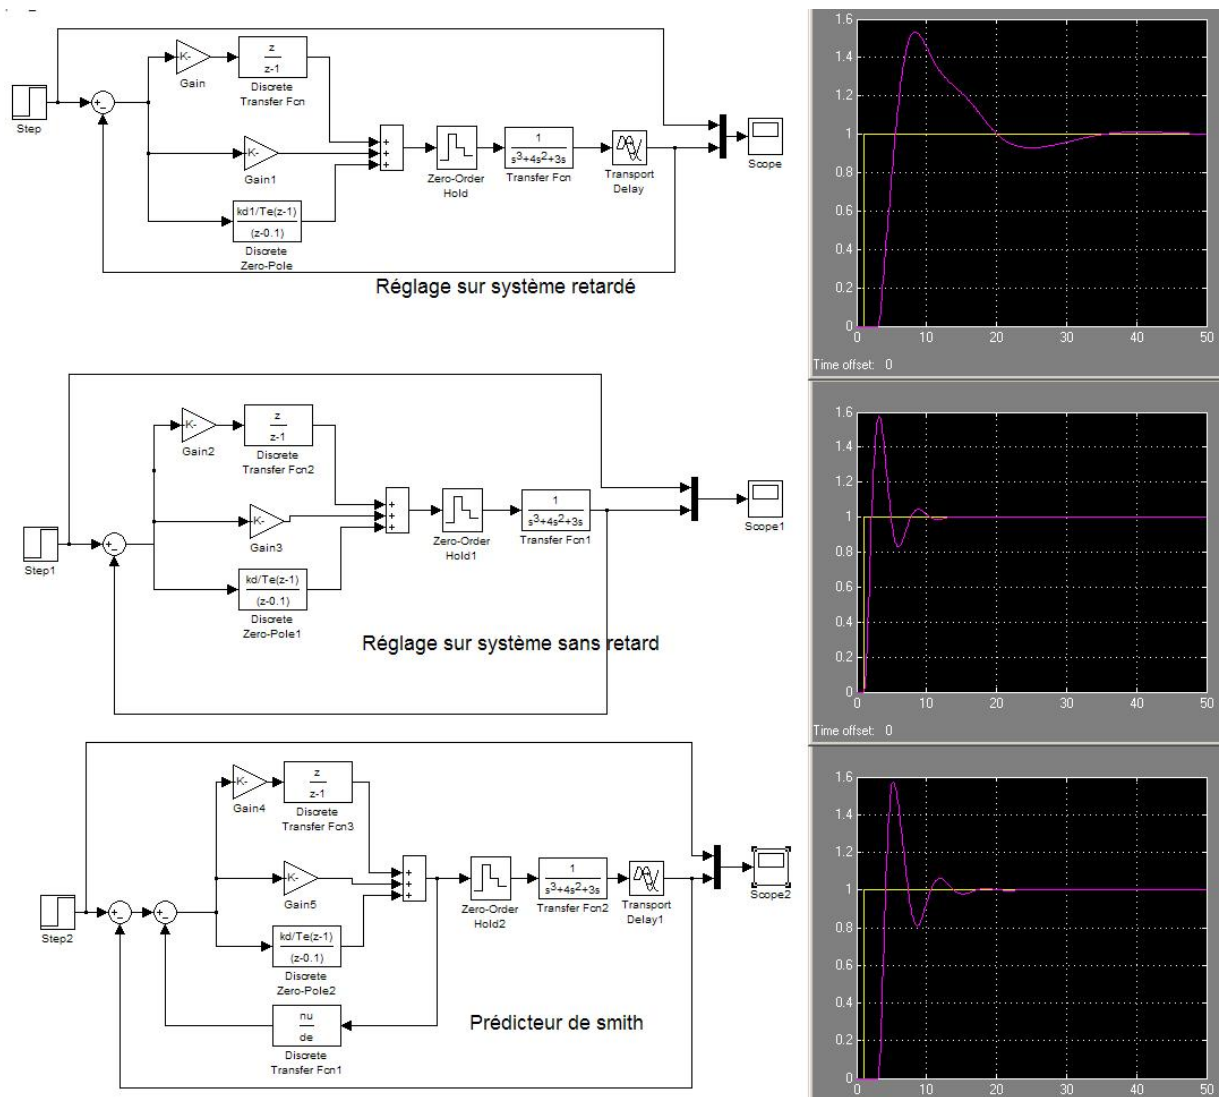 K-
Gain
z
z-1
Discrete
Transfer Fcn
Step
+
−
K-
Gain1
+
+
+
Zero-Order
Hold
1
s³+4s²+3s
Transfer Fcn
Transport
Delay
Scope
kd1/Te(z-1)
(z-0.1)
Discrete
Zero-Pole
Réglage sur système retardé
1.6
1.4
1.2
1
0.8
0.6
0.4
0.2
0
0 10 20 30 40 50
Time offset: 0
K-
Gain2
z
z-1
Discrete
Transfer Fcn2
Step1
+
−
K-
Gain3
+
+
+
Zero-Order
Hold1
1
s³+4s²+3s
Transfer Fcn1
Scope1
kd/Te(z-1)
(z-0.1)
Discrete
Zero-Pole1
Réglage sur système sans retard
1.6
1.4
1.2
1
0.8
0.6
0.4
0.2
0
0 10 20 30 40 50
Time offset: 0
K-
Gain4
z
z-1
Discrete
Transfer Fcn3
Step2
+
−
+
−
K-
Gain5
+
+
+
Zero-Order
Hold2
1
s³+4s²+3s
Transfer Fcn2
Transport
Delay1
Scope2
kd/Te(z-1)
(z-0.1)
Discrete
Zero-Pole2
nu
de
Discrete
Transfer Fcn1
Prédicteur de smith
1.6
1.4
1.2
1
0.8
0.6
0.4
0.2
0
0 10 20 30 40 50